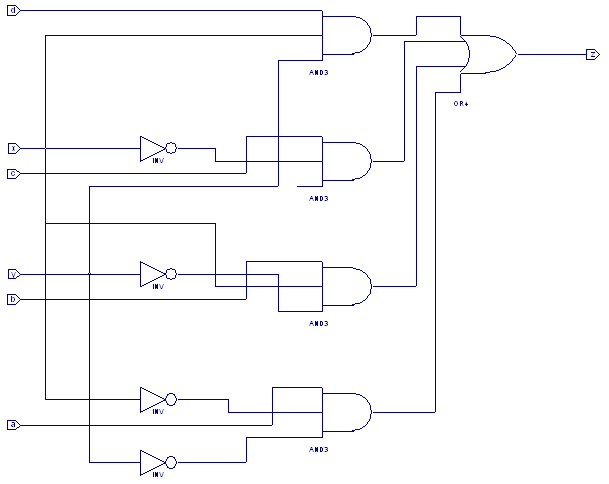 d
z
AND3
OR4
x
INV
c
AND3
y
INV
b
AND3
INV
a
AND3
INV